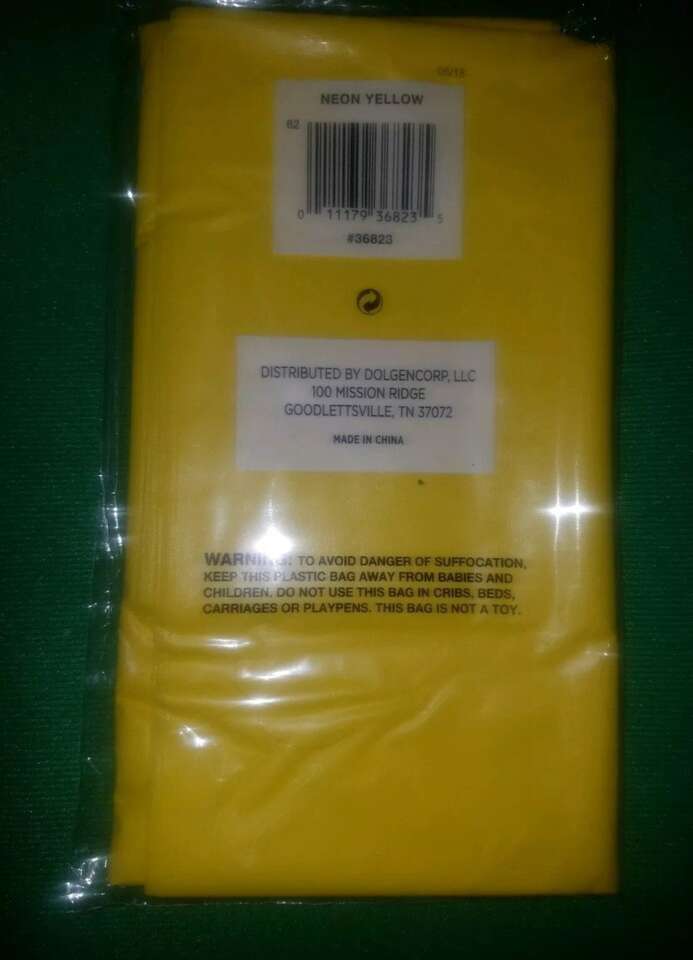 05/18
NEON YELLOW
62
0 11179 36823 5
#36823
DISTRIBUTED BY DOLGENCORP, LLC
100 MISSION RIDGE
GOODLETTSVILLE, TN 37072
MADE IN CHINA
WARNING: TO AVOID DANGER OF SUFFOCATION,
KEEP THIS PLASTIC BAG AWAY FROM BABIES AND
CHILDREN. DO NOT USE THIS BAG IN CRIBS, BEDS,
CARRIAGES OR PLAYPENS. THIS BAG IS NOT A TOY.